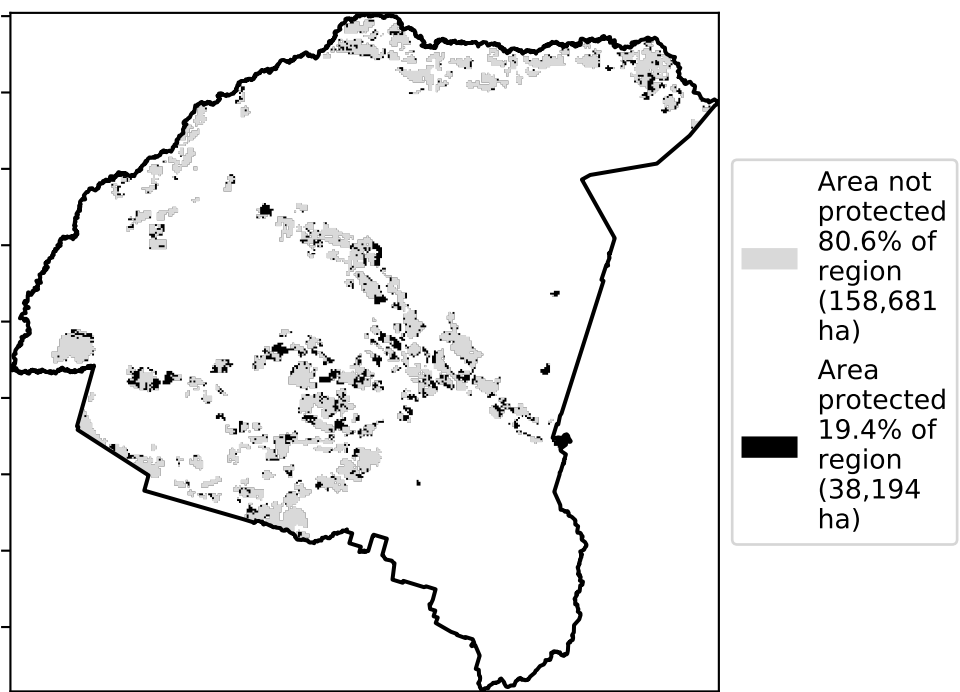 Area not
protected
80.6% of
region
(158,681
ha)
Area
protected
19.4% of
region
(38,194
ha)